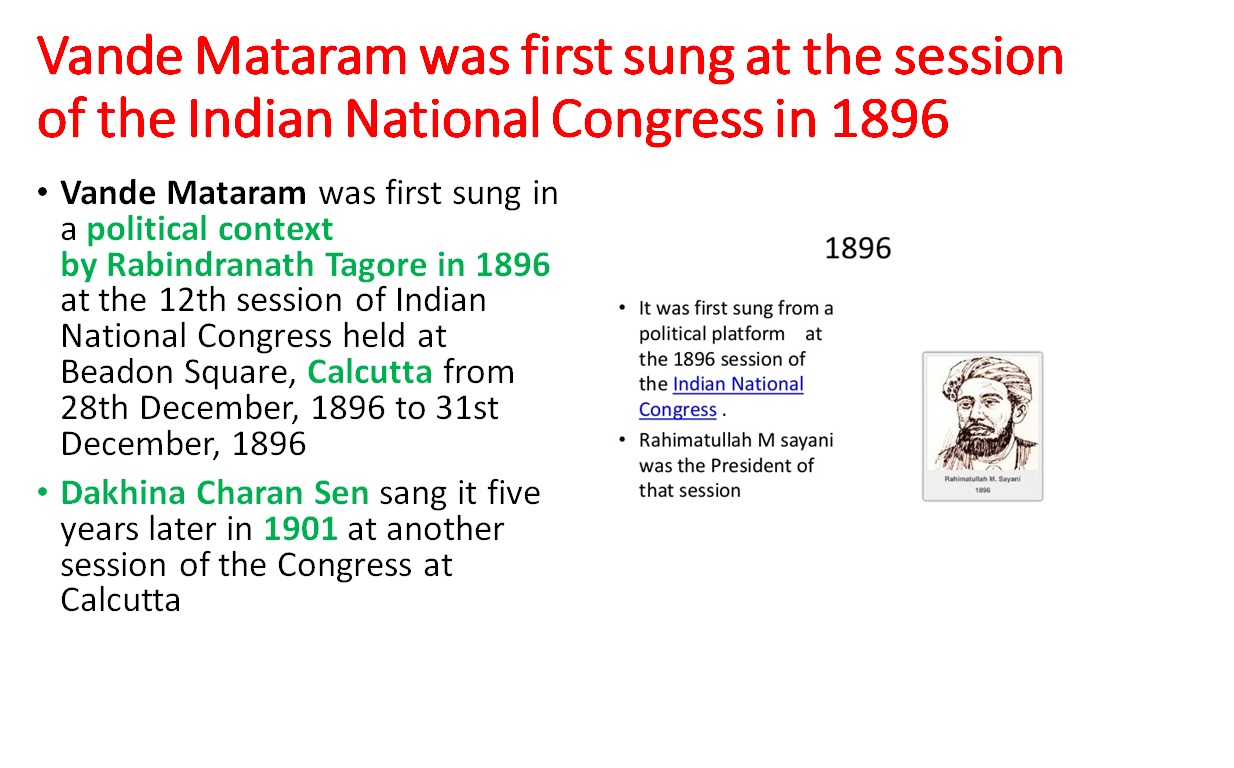 Vande Mataram was first sung at the session
of the Indian National Congress in 1896
• Vande Mataram was first sung in
a political context
by Rabindranath Tagore in 1896
at the 12th session of Indian
National Congress held at
Beadon Square, Calcutta from
28th December, 1896 to 31st
December, 1896
• Dakhina Charan Sen sang it five
years later in 1901 at another
session of the Congress at
Calcutta
1896
• It was first sung from a
political platform at
the 1896 session of
the Indian National
Congress .
• Rahimatullah M sayani
was the President of
that session
Rahimatullah M. Sayani
1896